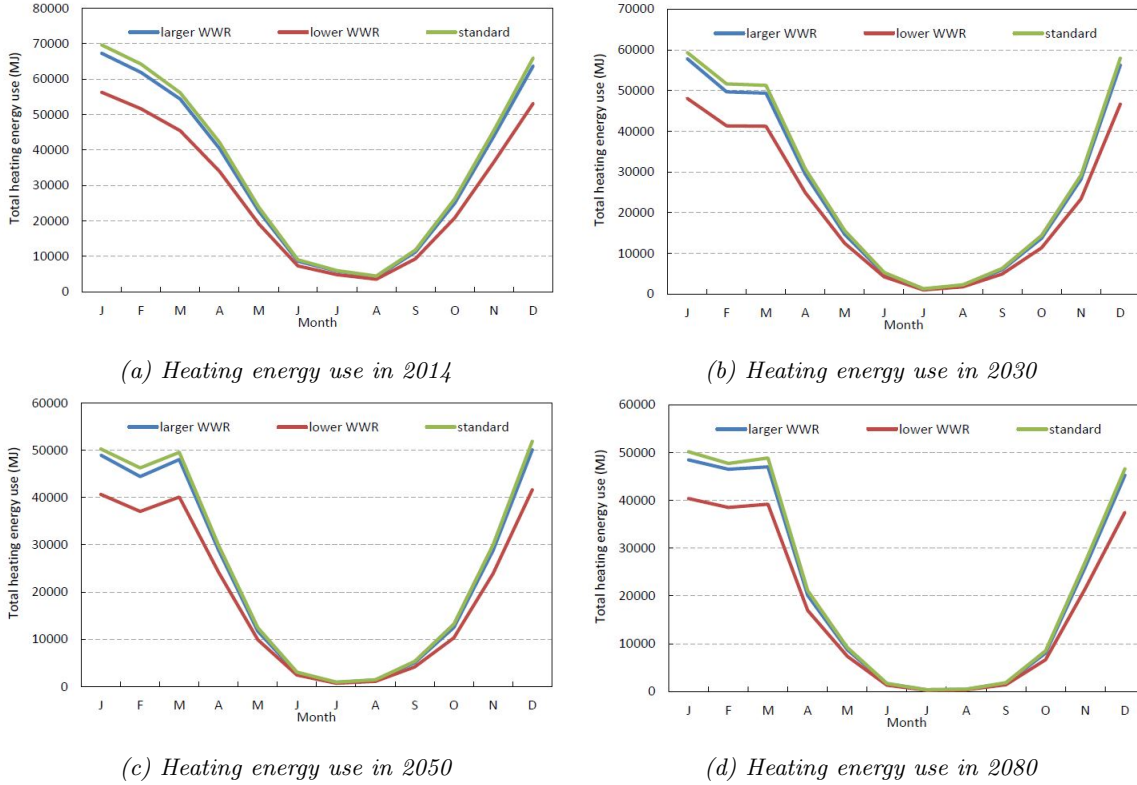 80000
70000
60000
50000
40000
30000
20000
10000
0
Total heating energy use (MJ)
larger WWR lower WWR standard
J F M A M J J A S O N D
Month
(a) Heating energy use in 2014
70000
60000
50000
40000
30000
20000
10000
0
Total heating energy use (MJ)
larger WWR lower WWR standard
J F M A M J J A S O N D
Month
(b) Heating energy use in 2030
60000
50000
40000
30000
20000
10000
0
Total heating energy use (MJ)
larger WWR lower WWR standard
J F M A M J J A S O N D
Month
(c) Heating energy use in 2050
60000
50000
40000
30000
20000
10000
0
Total heating energy use (MJ)
larger WWR lower WWR standard
J F M A M J J A S O N D
Month
(d) Heating energy use in 2080